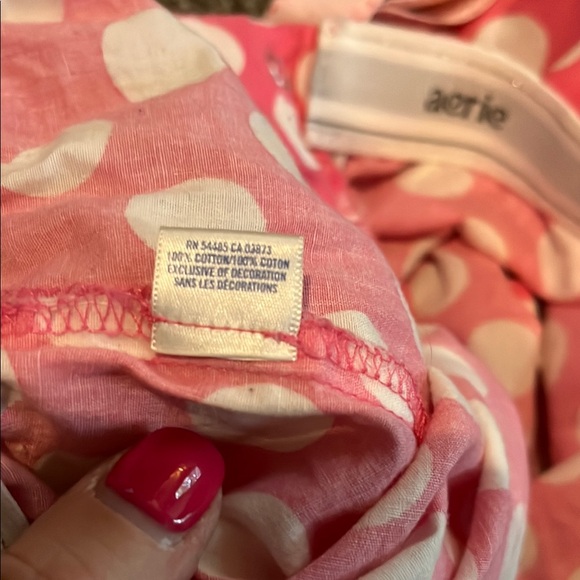 aerie
RN 54485 CA 03873
100% COTTON/100% COTON
EXCLUSIVE OF DECORATION
SANS LES DÉCORATIONS